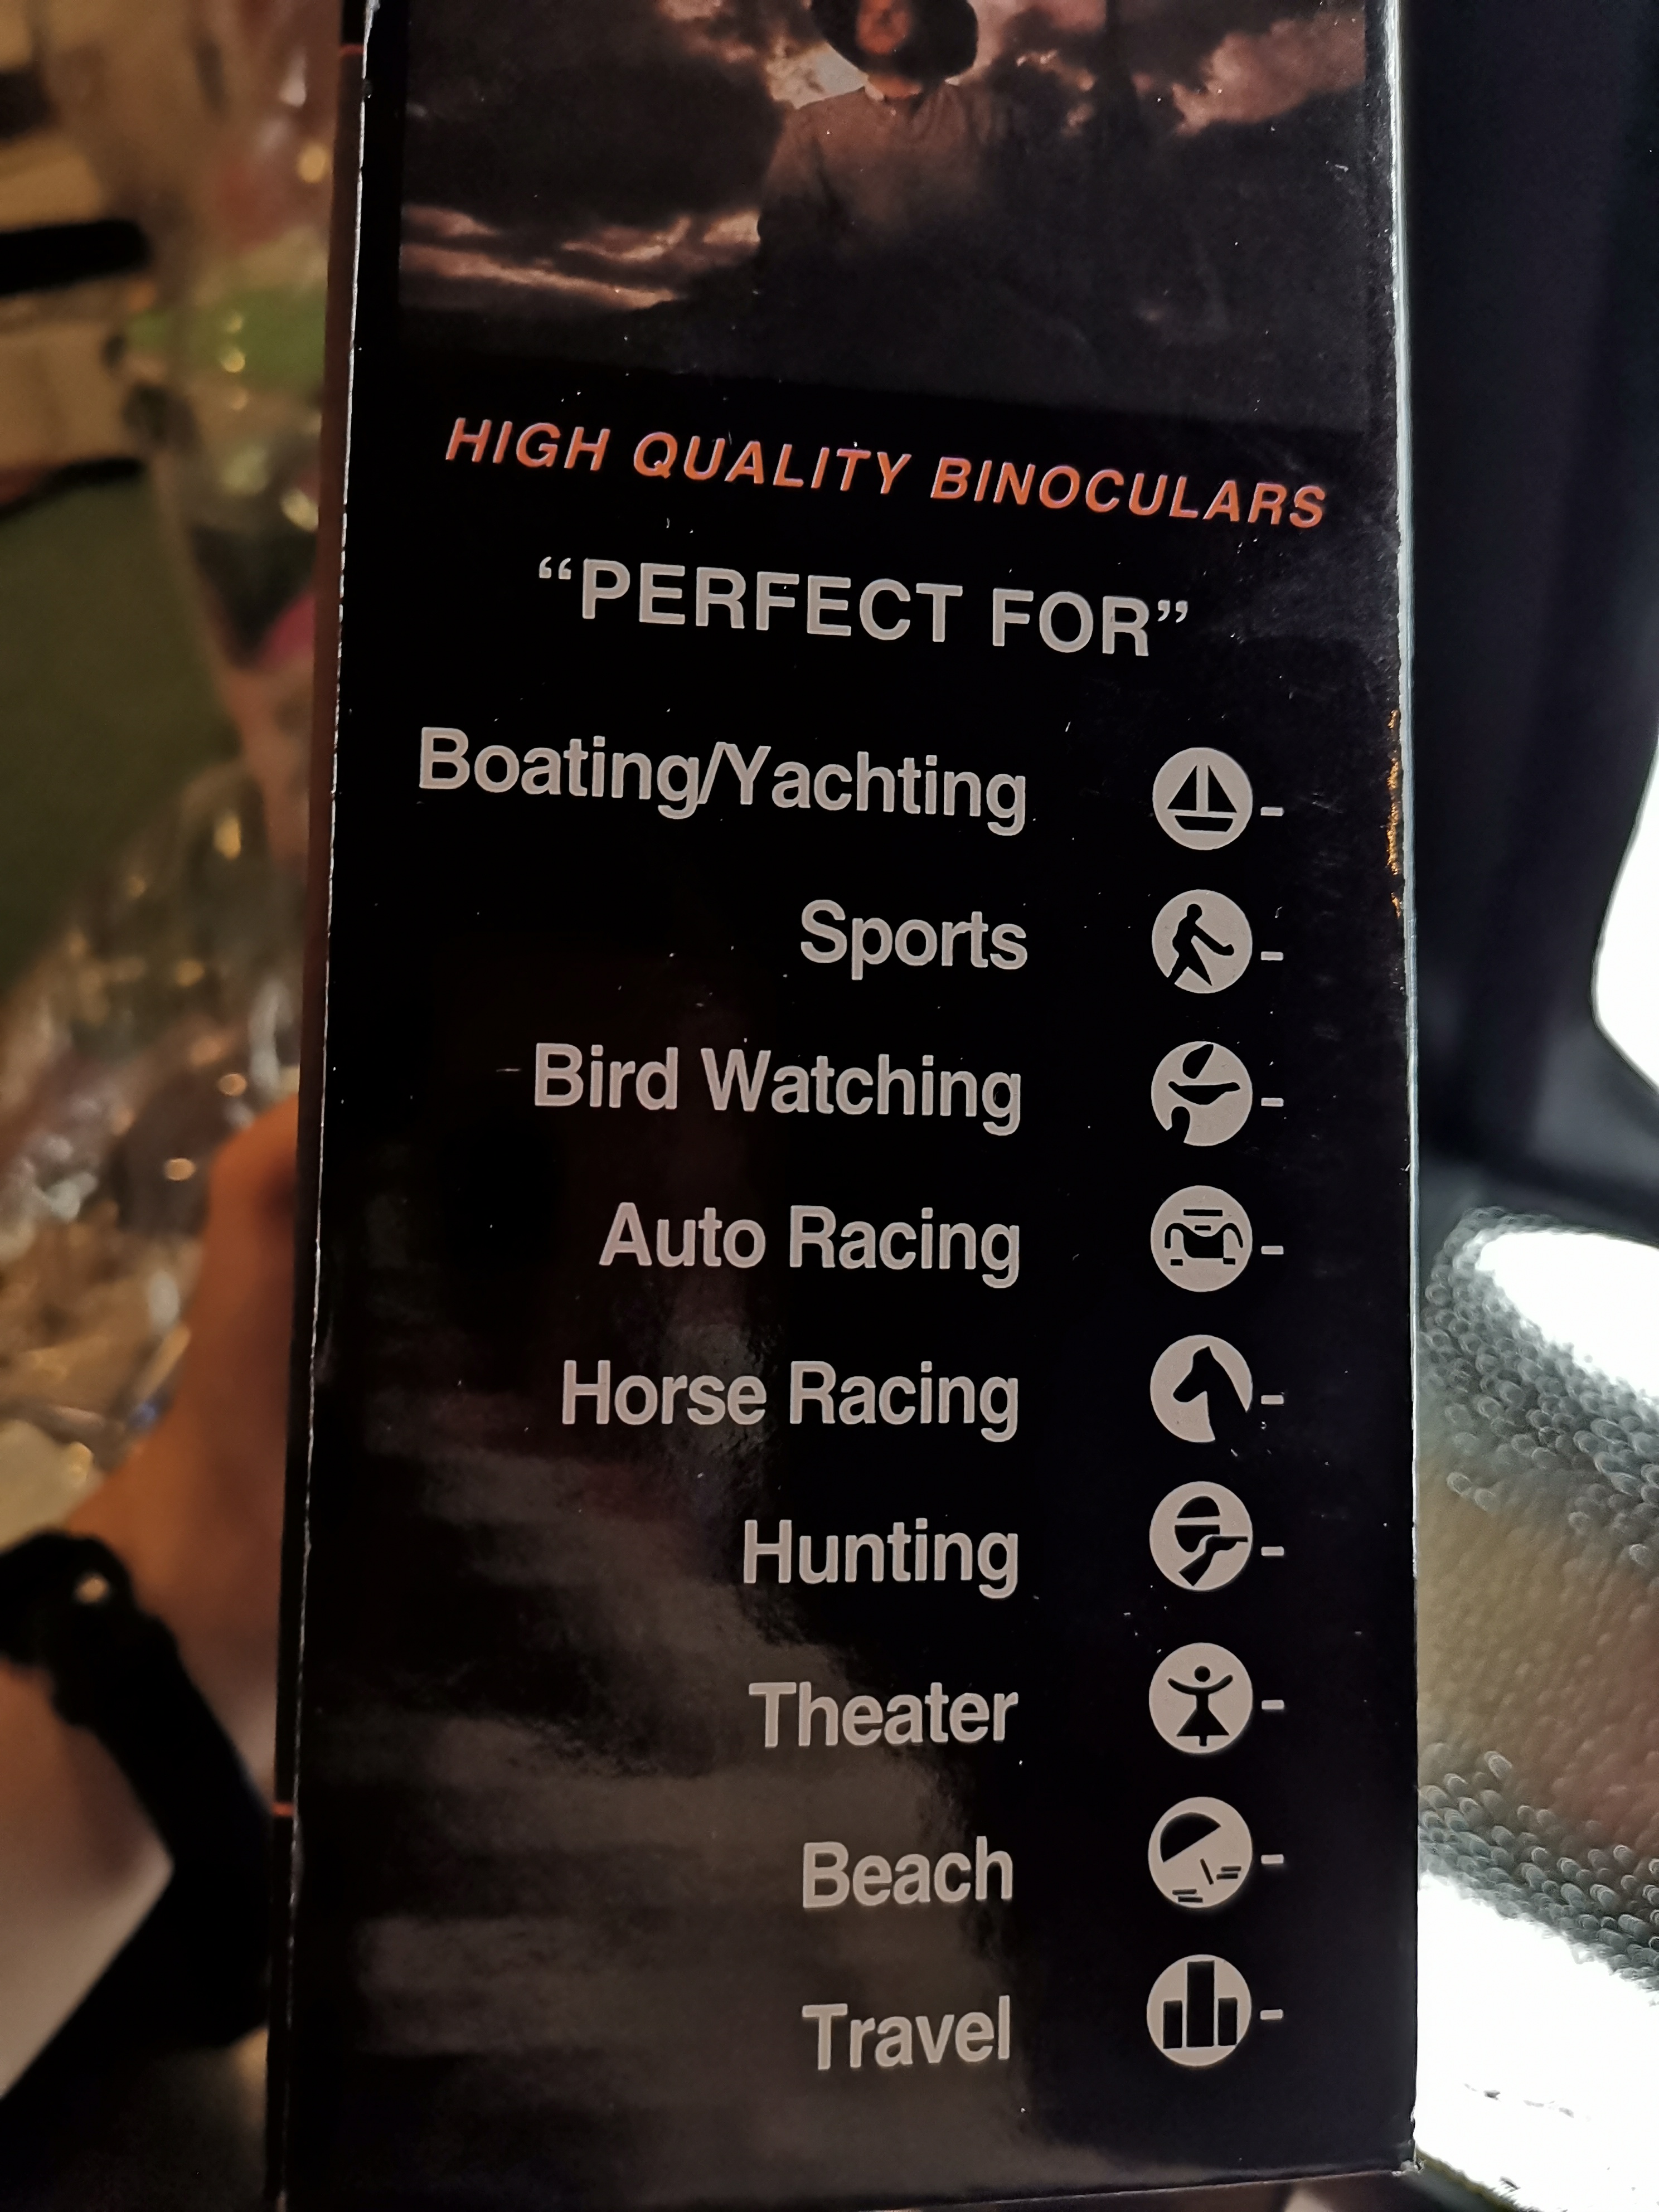 HIGH QUALITY BINOCULARS
“PERFECT FOR”
Boating/Yachting -
Sports -
Bird Watching -
Auto Racing -
Horse Racing -
Hunting -
Theater -
Beach -
Travel -